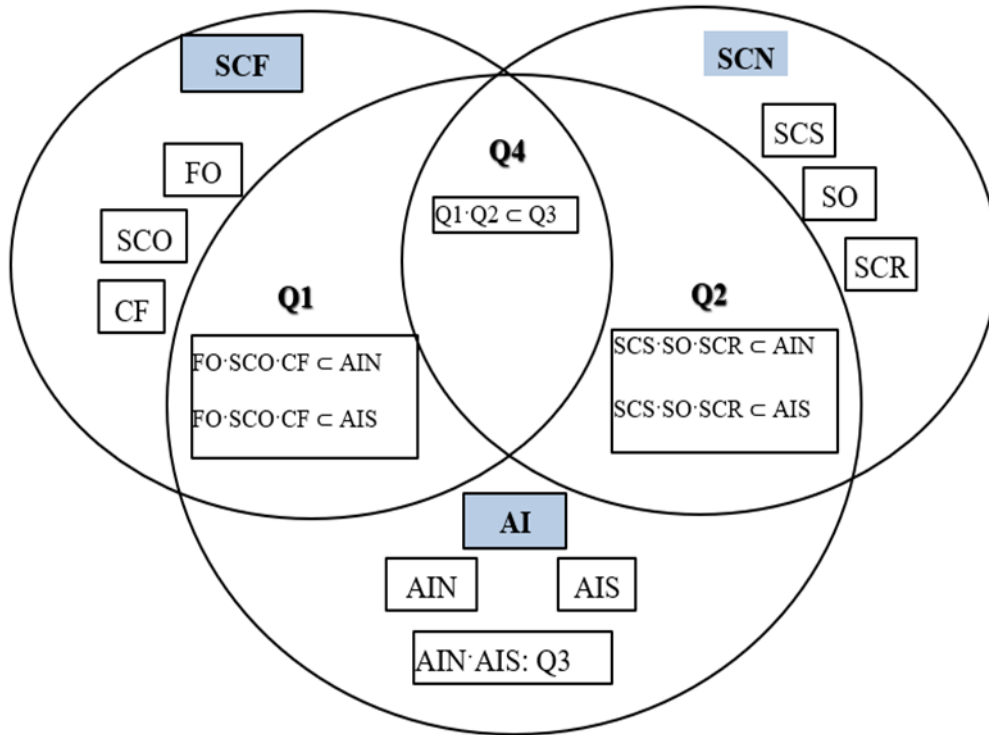 SCF
SCN
SCS
Q4
FO
SO
Q1·Q2 ⊂ Q3
SCO
SCR
CF
Q1
Q2
FO·SCO·CF ⊂ AIN
SCS·SO·SCR ⊂ AIN
FO·SCO·CF ⊂ AIS
SCS·SO·SCR ⊂ AIS
AI
AIN
AIS
AIN·AIS: Q3